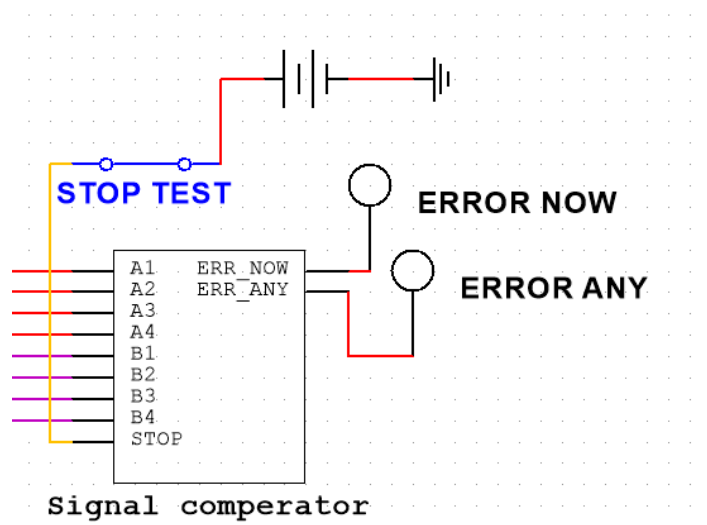 STOP TEST
ERROR NOW
ERROR ANY
A1 ERR_NOW
A2 ERR_ANY
A3
A4
B1
B2
B3
B4
STOP
Signal comperator